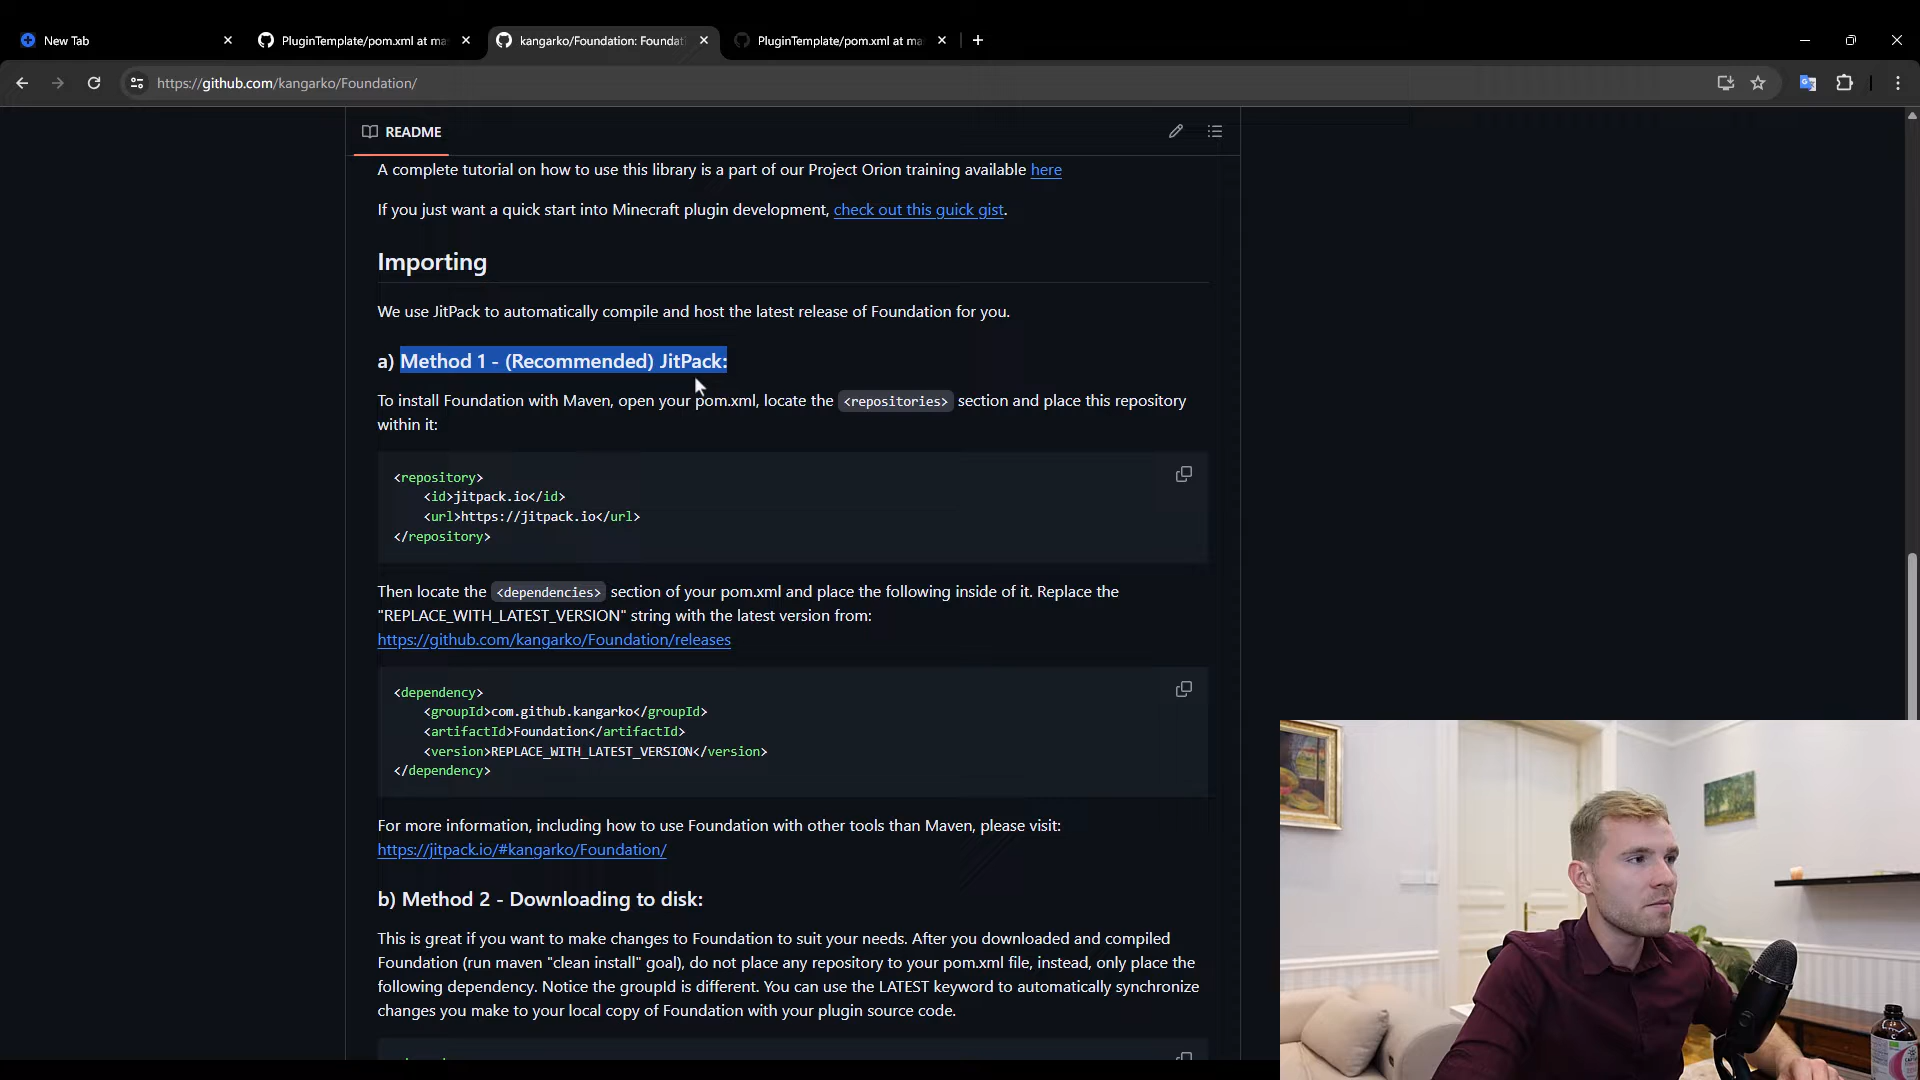 New Tab
PluginTemplate/pom.xml at ma
kangarko/Foundation: Foundat
PluginTemplate/pom.xml at ma
https://github.com/kangarko/Foundation/
README
A complete tutorial on how to use this library is a part of our Project Orion training available here
If you just want a quick start into Minecraft plugin development, check out this quick gist.
Importing
We use JitPack to automatically compile and host the latest release of Foundation for you.
a) Method 1 - (Recommended) JitPack:
To install Foundation with Maven, open your pom.xml, locate the <repositories> section and place this repository
within it:
<repository>
<id>jitpack.io</id>
<url>https://jitpack.io</url>
</repository>
Then locate the <dependencies> section of your pom.xml and place the following inside of it. Replace the
"REPLACE_WITH_LATEST_VERSION" string with the latest version from:
https://github.com/kangarko/Foundation/releases
<dependency>
<groupId>com.github.kangarko</groupId>
<artifactId>Foundation</artifactId>
<version>REPLACE_WITH_LATEST_VERSION</version>
</dependency>
For more information, including how to use Foundation with other tools than Maven, please visit:
https://jitpack.io/#kangarko/Foundation/
b) Method 2 - Downloading to disk:
This is great if you want to make changes to Foundation to suit your needs. After you downloaded and compiled
Foundation (run maven "clean install" goal), do not place any repository to your pom.xml file, instead, only place the
following dependency. Notice the groupId is different. You can use the LATEST keyword to automatically synchronize
changes you make to your local copy of Foundation with your plugin source code.